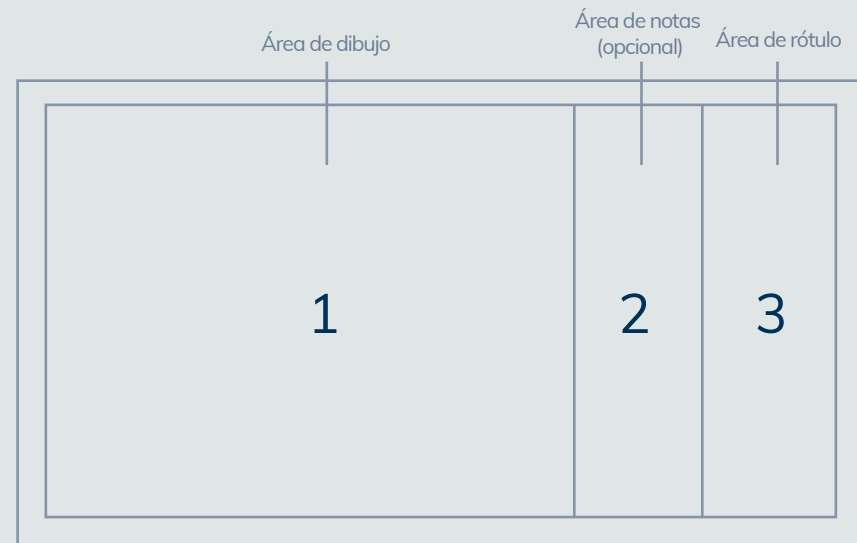 Área de dibujo
Área de notas
(opcional)
Área de rótulo
1
2
3